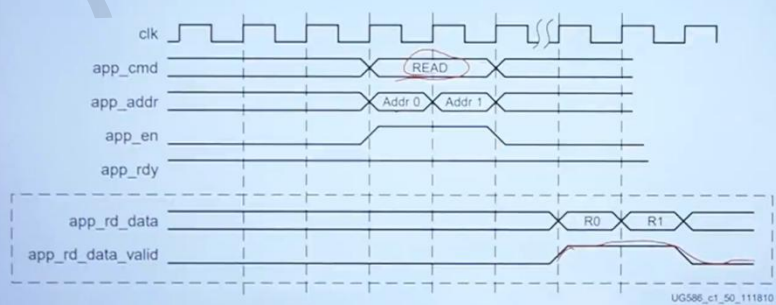 clk
app_cmd READ
app_addr Addr 0 Addr 1
app_en
app_rdy
app_rd_data R0 R1
app_rd_data_valid
UG586_c1_50_111810